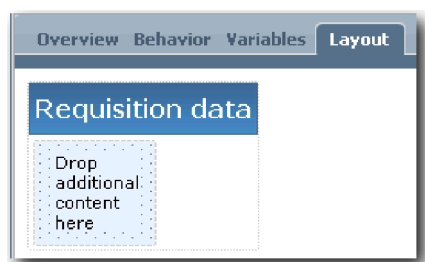 Overview Behavior Variables Layout
Requisition data
Drop
additional
content
here